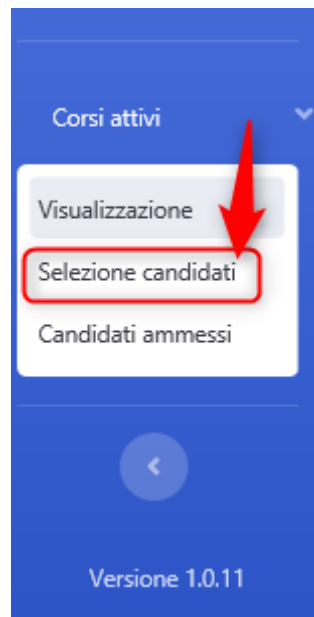 Corsi attivi
Visualizzazione
Selezione candidati
Candidati ammessi
Versione 1.0.11